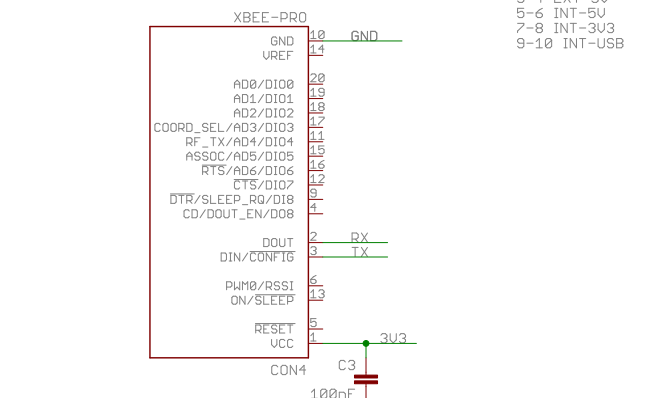 XBEE-PRO
GND 10 GND
VREF 14
AD0/DIO0 20
AD1/DIO1 19
AD2/DIO2 18
COORD_SEL/AD3/DIO3 17
RF_TX/AD4/DIO4 11
ASSOC/AD5/DIO5 15
RTS/AD6/DIO6 16
CTS/DIO7 12
DTR/SLEEP_RQ/DI8 9
CD/DOUT_EN/DO8 4
DOUT 2 RX
DIN/CONFIG 3 TX
PWM0/RSSI 6
ON/SLEEP 13
RESET 5
VCC 1 3V3
CON4
C3
100nF
5-6 INT-5V
7-8 INT-3V3
9-10 INT-USB